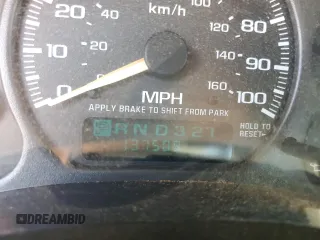 km/h
10 20 40 80 100
0 20 0 120 90
MPH 140 160 100
APPLY BRAKE TO SHIFT FROM PARK
P R N D 3 2 1
HOLD TO
RESET
DREAMBID